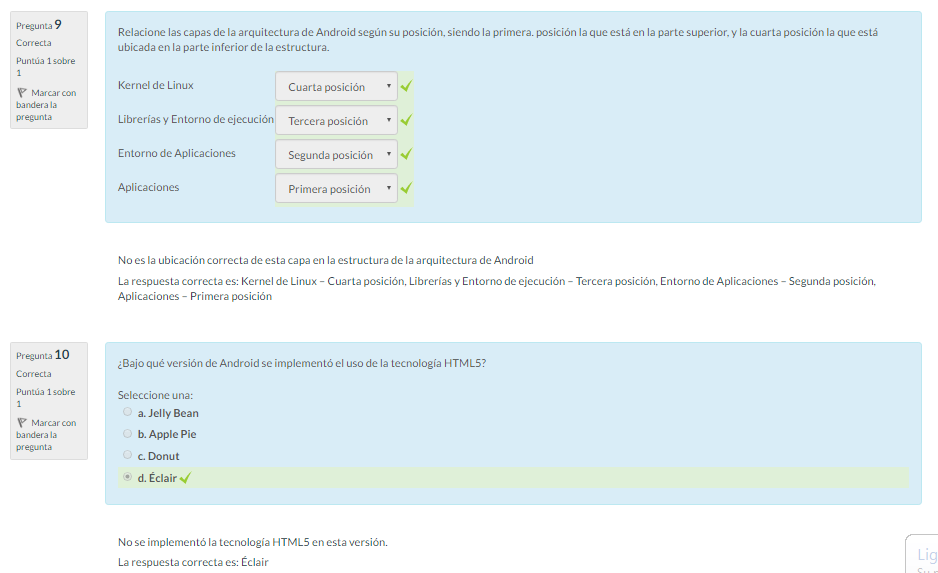 Pregunta 9
Correcta
Puntúa 1 sobre
1
Marcar con
bandera la
pregunta
Relacione las capas de la arquitectura de Android según su posición, siendo la primera. posición la que está en la parte superior, y la cuarta posición la que está
ubicada en la parte inferior de la estructura.
Kernel de Linux Cuarta posición
Librerías y Entorno de ejecución Tercera posición
Entorno de Aplicaciones Segunda posición
Aplicaciones Primera posición
No es la ubicación correcta de esta capa en la estructura de la arquitectura de Android
La respuesta correcta es: Kernel de Linux – Cuarta posición, Librerías y Entorno de ejecución – Tercera posición, Entorno de Aplicaciones – Segunda posición,
Aplicaciones – Primera posición
Pregunta 10
Correcta
Puntúa 1 sobre
1
Marcar con
bandera la
pregunta
¿Bajo qué versión de Android se implementó el uso de la tecnología HTML5?
Seleccione una:
a. Jelly Bean
b. Apple Pie
c. Donut
d. Éclair
No se implementó la tecnología HTML5 en esta versión.
La respuesta correcta es: Éclair
Lig